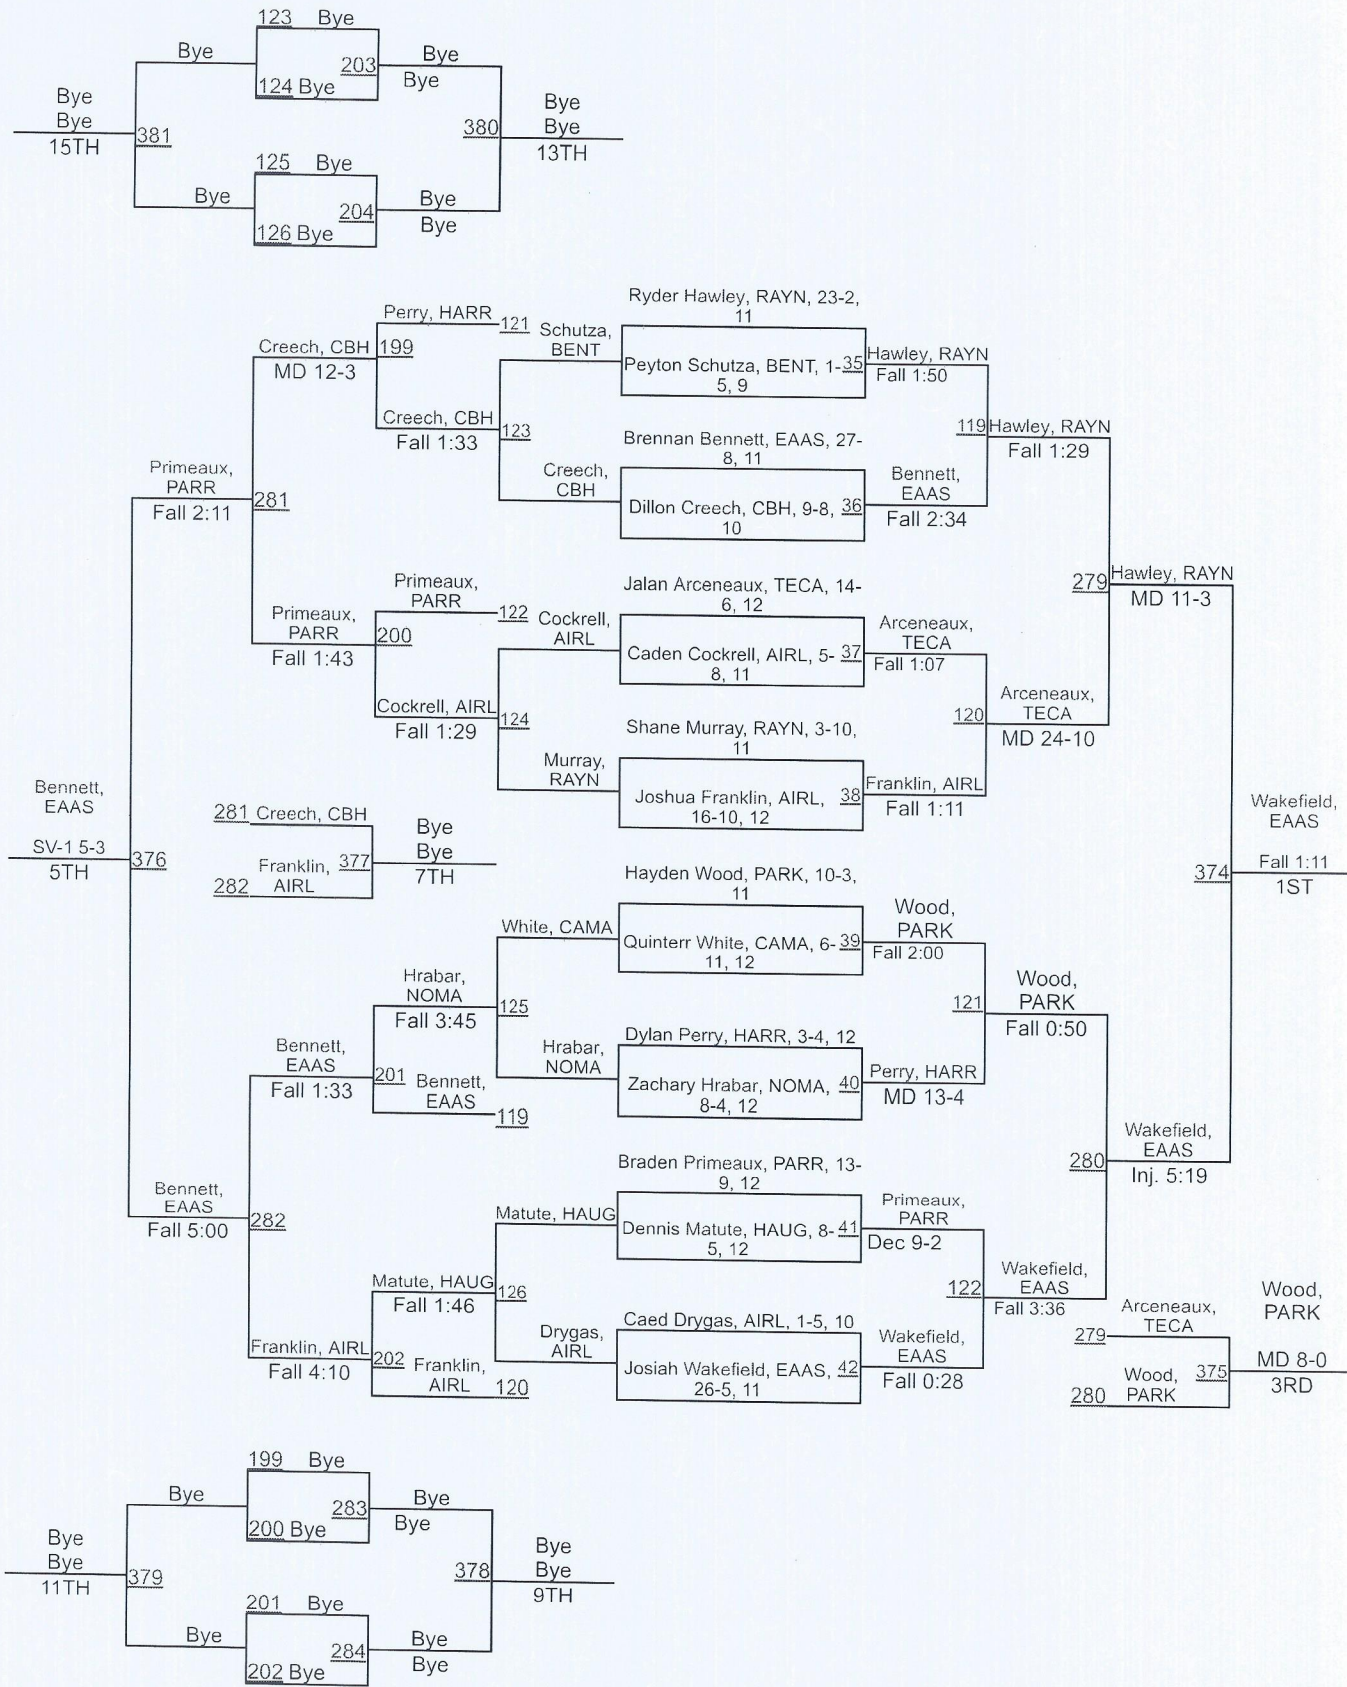 123 Bye
Bye
203
Bye
124 Bye
Bye
Bye
Bye
381
15TH
380
Bye
Bye
13TH
125 Bye
Bye
204
Bye
126 Bye
Bye
Ryder Hawley, RAYN, 23-2,
11
Perry, HARR
121
Schutza,
BENT
Creech, CBH
199
MD 12-3
Peyton Schutza, BENT, 1-
5, 9
35
Hawley, RAYN
Fall 1:50
Creech, CBH
Fall 1:33
123
Brennan Bennett, EAAS, 27-
8, 11
119
Hawley, RAYN
Fall 1:29
Primeaux,
PARR
Fall 2:11
281
Creech,
CBH
Dillon Creech, CBH, 9-8,
10
36
Bennett,
EAAS
Fall 2:34
Primeaux,
PARR
122
Jalan Arceneaux, TECA, 14-
6, 12
279
Hawley, RAYN
MD 11-3
Primeaux,
PARR
Fall 1:43
200
Cockrell,
AIRL
Caden Cockrell, AIRL, 5-
8, 11
37
Arceneaux,
TECA
Fall 1:07
Cockrell, AIRL
Fall 1:29
124
Shane Murray, RAYN, 3-10,
11
120
Arceneaux,
TECA
MD 24-10
Murray,
RAYN
Joshua Franklin, AIRL,
16-10, 12
38
Franklin, AIRL
Fall 1:11
Bennett,
EAAS
SV-1 5-3
5TH
376
281 Creech, CBH
Franklin,
AIRL
282
377
Bye
Bye
7TH
374
Wakefield,
EAAS
Fall 1:11
1ST
Hayden Wood, PARK, 10-3,
11
White, CAMA
Quinterr White, CAMA, 6-
11, 12
39
Wood,
PARK
Fall 2:00
Hrabar,
NOMA
Fall 3:45
125
121
Wood,
PARK
Fall 0:50
Bennett,
EAAS
Fall 1:33
201
Bennett,
EAAS
119
Hrabar,
NOMA
Dylan Perry, HARR, 3-4, 12
Zachary Hrabar, NOMA,
8-4, 12
40
Perry, HARR
MD 13-4
280
Wakefield,
EAAS
Inj. 5:19
Bennett,
EAAS
Fall 5:00
282
Braden Primeaux, PARR, 13-
9, 12
Matute, HAUG
Dennis Matute, HAUG, 8-
5, 12
41
Primeaux,
PARR
Dec 9-2
Matute, HAUG
Fall 1:46
126
122
Wakefield,
EAAS
Fall 3:36
Franklin, AIRL
Fall 4:10
202
Franklin,
AIRL
120
Drygas,
AIRL
Caed Drygas, AIRL, 1-5, 10
Josiah Wakefield, EAAS,
26-5, 11
42
Wakefield,
EAAS
Fall 0:28
Arceneaux,
TECA
279
Wood,
PARK
280
375
Wood,
PARK
MD 8-0
3RD
199 Bye
Bye
283
Bye
200 Bye
Bye
Bye
Bye
379
11TH
378
Bye
Bye
9TH
201 Bye
Bye
284
Bye
202 Bye
Bye